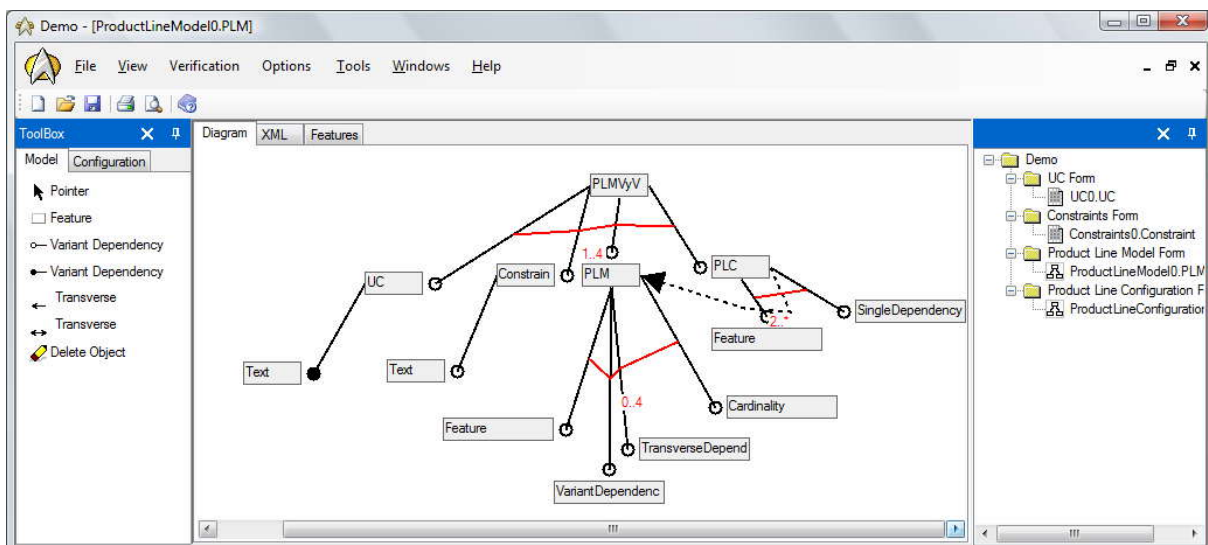 Demo - [ProductLineModel0.PLM]
File View Verification Options Tools Windows Help
ToolBox
Model Configuration
Pointer
Feature
Variant Dependency
Variant Dependency
Transverse
Transverse
Delete Object
Diagram XML Features
PLMVyV
1..4
UC
Constrain
PLM
PLC
SingleDependency
2..*
Feature
Text
Text
0..4
Cardinality
Feature
TransverseDepend
VariantDependenc
Demo
UC Form
UC0.UC
Constraints Form
Constraints0.Constraint
Product Line Model Form
ProductLineModel0.PLM
Product Line Configuration F
ProductLineConfiguration